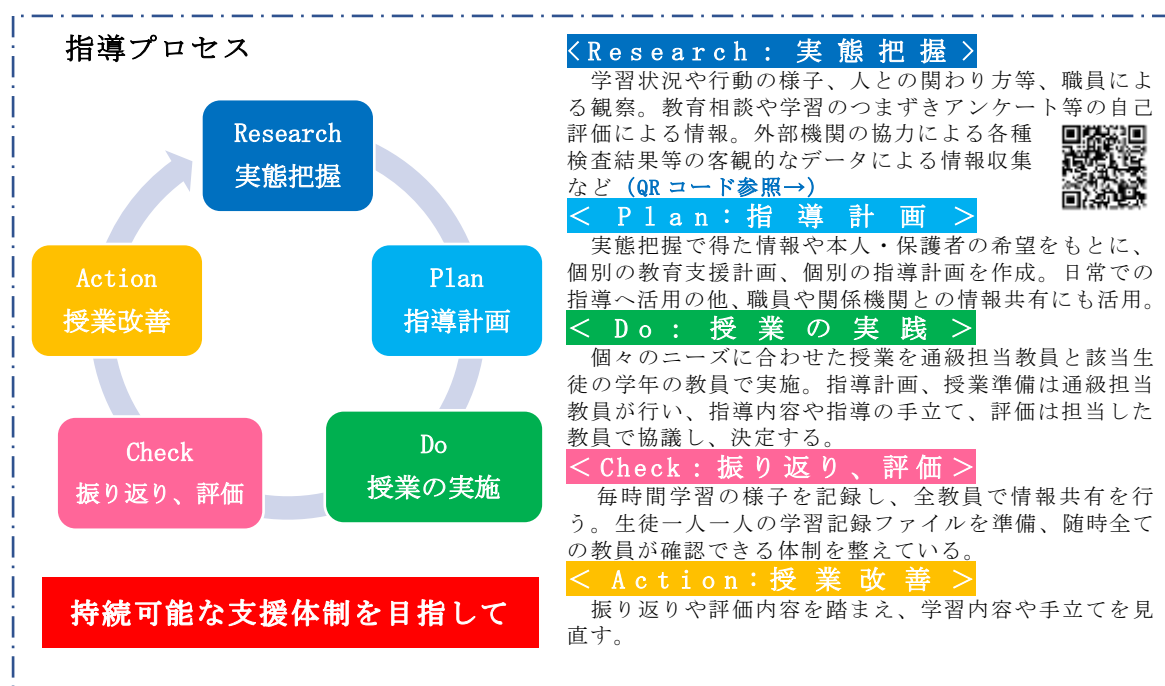 指導プロセス
Research
実態把握
Plan
指導計画
Do
授業の実施
Check
振り返り、評価
Action
授業改善
持続可能な支援体制を目指して
<Research：実態把握>
学習状況や行動の様子、人との関わり方等、職員によ
る観察。教育相談や学習のつまずきアンケート等の自己
評価による情報。外部機関の協力による各種
検査結果等の客観的なデータによる情報収集
など（QRコード参照→）
＜Plan：指導計画＞
実態把握で得た情報や本人・保護者の希望をもとに、
個別の教育支援計画、個別の指導計画を作成。日常での
指導へ活用の他、職員や関係機関との情報共有にも活用。
＜Do：授業の実践＞
個々のニーズに合わせた授業を通級担当教員と該当生
徒の学年の教員で実施。指導計画、授業準備は通級担当
教員が行い、指導内容や指導の手立て、評価は担当した
教員で協議し、決定する。
＜Check：振り返り、評価＞
毎時間学習の様子を記録し、全教員で情報共有を行
う。生徒一人一人の学習記録ファイルを準備、随時全て
の教員が確認できる体制を整えている。
＜Action：授業改善＞
振り返りや評価内容を踏まえ、学習内容や手立てを見
直す。